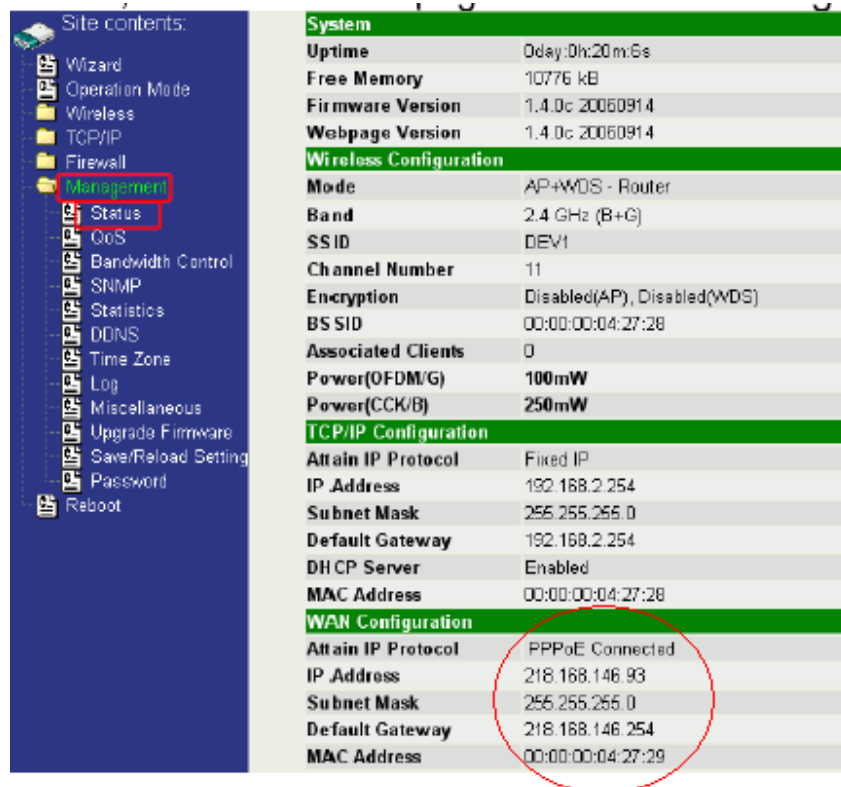 Site contents:
Wizard
Operation Mode
Wireless
TCP/IP
Firewall
Management
Status
QoS
Bandwidth Control
SNMP
Statistics
DDNS
Time Zone
Log
Miscellaneous
Upgrade Firmware
Save/Reload Setting
Password
Reboot
System
Uptime 0day:0h:20m:6s
Free Memory 10776 kB
Firmware Version 1.4.0c 20060914
Webpage Version 1.4.0c 20060914
Wireless Configuration
Mode AP+WDS - Router
Band 2.4 GHz (B+G)
SSID DEV1
Channel Number 11
Encryption Disabled(AP), Disabled(WDS)
BSSID 00:00:00:04:27:28
Associated Clients 0
Power(OFDM/G) 100mW
Power(CCK/B) 250mW
TCP/IP Configuration
Attain IP Protocol Fixed IP
IP Address 192.168.2.254
Subnet Mask 255.255.255.0
Default Gateway 192.168.2.254
DHCP Server Enabled
MAC Address 00:00:00:04:27:28
WAN Configuration
Attain IP Protocol PPPoE Connected
IP Address 218.168.146.93
Subnet Mask 255.255.255.0
Default Gateway 218.168.146.254
MAC Address 00:00:00:04:27:29